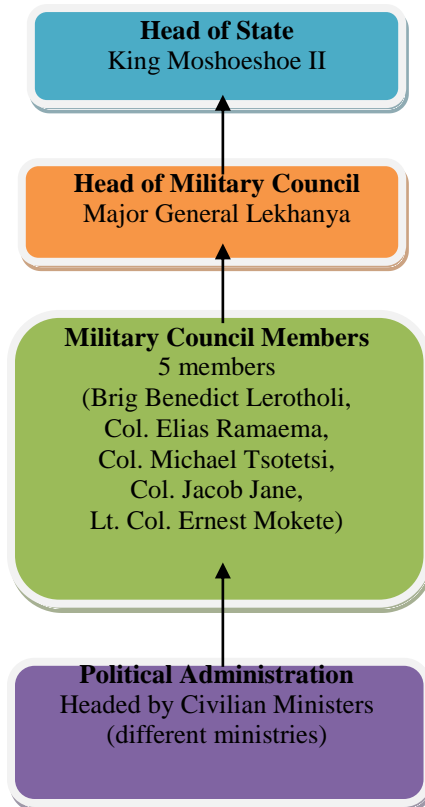 Head of State
King Moshoeshoe II
Head of Military Council
Major General Lekhanya
Military Council Members
5 members
(Brig Benedict Lerotholi,
Col. Elias Ramaema,
Col. Michael Tsotetsi,
Col. Jacob Jane,
Lt. Col. Ernest Mokete)
Political Administration
Headed by Civilian Ministers
(different ministries)